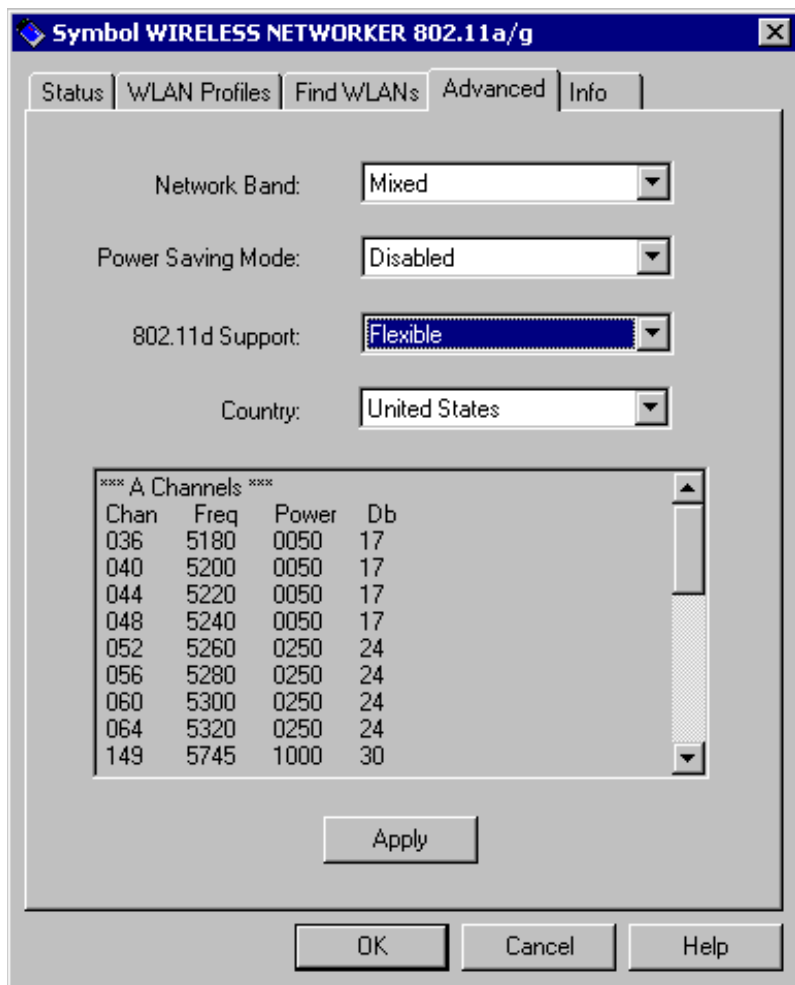 Symbol WIRELESS NETWORKER 802.11a/g
Status WLAN Profiles Find WLANs Advanced Info
Network Band: Mixed
Power Saving Mode: Disabled
802.11d Support: Flexible
Country: United States
*** A Channels ***
Chan Freq Power Db
036 5180 0050 17
040 5200 0050 17
044 5220 0050 17
048 5240 0050 17
052 5260 0250 24
056 5280 0250 24
060 5300 0250 24
064 5320 0250 24
149 5745 1000 30
Apply
OK Cancel Help